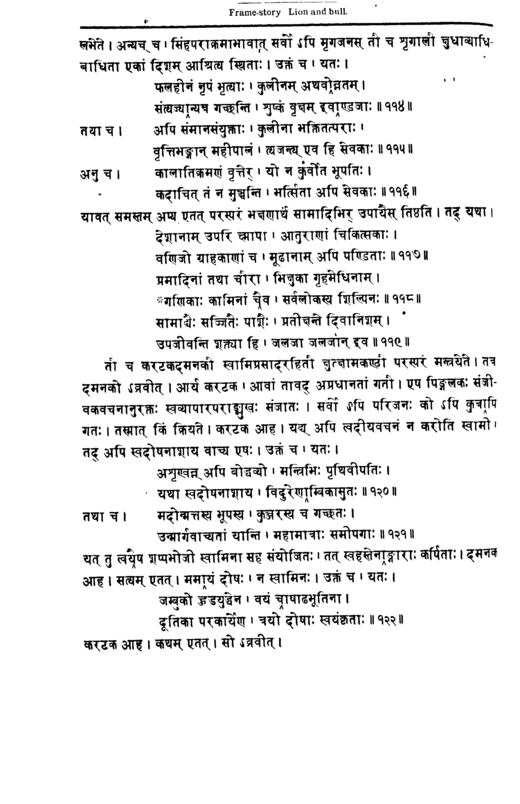 Frame-story Lion and bull.
लभेते । अन्यच् च । सिंहपराक्रमाभावात् सर्वो ऽपि मृगजनस् तौ च शृगालौ क्षुधाव्याधि-
बाधिता एकां दिशम् आश्रित्य स्थिताः । उक्तं च । यतः ।
फलहीनं नृपं भृत्याः । कुलीनम् अथवोन्नतम् ।
संत्यज्यान्यत्र गच्छन्ति । शुष्कं वृक्षम् इवाण्डजाः ॥ ११४ ॥
तथा च । अपि संमानसंयुक्ताः । कुलीना भक्तितत्पराः ।
वृत्तिभङ्गान् महीपालं । त्यजन्त्य् एव हि सेवकाः ॥ ११५ ॥
अनु च । कालातिक्रमणं वृत्तेर् । यो न कुर्वीत भूपतिः ।
कदाचित् तं न मुञ्चन्ति । भर्त्सिता अपि सेवकाः ॥ ११६ ॥
यावत् समस्तम् अप्य् एतत् परस्परं भक्षणार्थं सामादिभिर् उपायैस् तिष्ठति । तद् यथा ।
देशानाम् उपरि क्ष्मापा । आतुराणां चिकित्सकाः ।
वणिजो ग्राहकाणां च । मूढानाम् अपि पण्डिताः ॥ ११७ ॥
प्रमादिनां तथा चौरा । भिक्षुका गृहमेधिनाम् ।
गणिकाः कामिनां चैव । सर्वलोकस्य शिल्पिनः ॥ ११८ ॥
सामाद्यैः सज्जितैः पाशैः । प्रतीक्षन्ते दिवानिशम् ।
उपजीवन्ति शक्त्या हि । जलजा जलजान् इव ॥ ११९ ॥
तौ च करटकदमनकौ स्वामिप्रसादरहितौ क्षुत्क्षामकण्ठौ परस्परं मन्त्रयेते । तत्र
दमनको ऽब्रवीत् । आर्य करटक । आवां तावद् अप्रधानतां गतौ । एष पिङ्गलकः संजी-
वकवचनानुरक्तः स्वव्यापारपराङ्मुखः संजातः । सर्वो ऽपि परिजनः को ऽपि कुत्रापि
गतः । तस्मात् किं क्रियते । करटक आह । यद्य् अपि त्वदीयवचनं न करोति स्वामी ।
तद् अपि स्वदोषनाशाय वाच्य एषः । उक्तं च । यतः ।
अशृण्वन्न् अपि बोद्धव्यो । मन्त्रिभिः पृथिवीपतिः ।
यथा स्वदोषनाशाय । विदुरेणाम्बिकासुतः ॥ १२० ॥
तथा च । मदोन्मत्तस्य भूपस्य । कुञ्जरस्य च गच्छतः ।
उन्मार्गवाच्यतां यान्ति । महामात्राः समीपगाः ॥ १२१ ॥
यत् तु त्वयैष शष्पभोजी स्वामिना सह संयोजितः । तत् स्वहस्तेनाङ्गाराः कर्षिताः । दमनक
आह । सत्यम् एतत् । ममायं दोषः । न स्वामिनः । उक्तं च । यतः ।
जम्बुको हुडयुद्धेन । वयं चाषाढभूतिना ।
दूतिका परकार्येण । त्रयो दोषाः स्वयंकृताः ॥ १२२ ॥
करटक आह । कथम् एतत् । सो ऽब्रवीत् ।